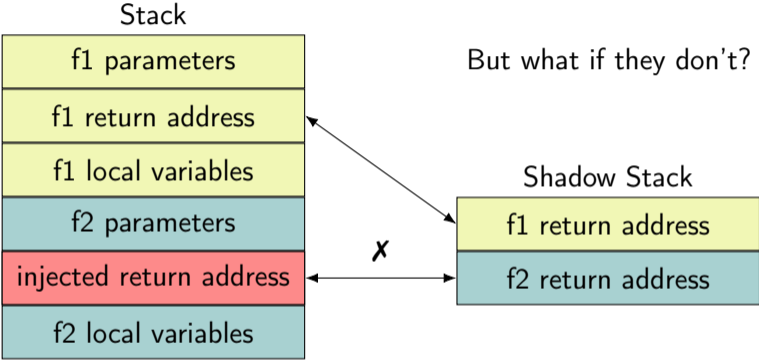 Stack
f1 parameters
But what if they don't?
f1 return address
f1 local variables
Shadow Stack
f2 parameters
f1 return address
✗
injected return address
f2 return address
f2 local variables